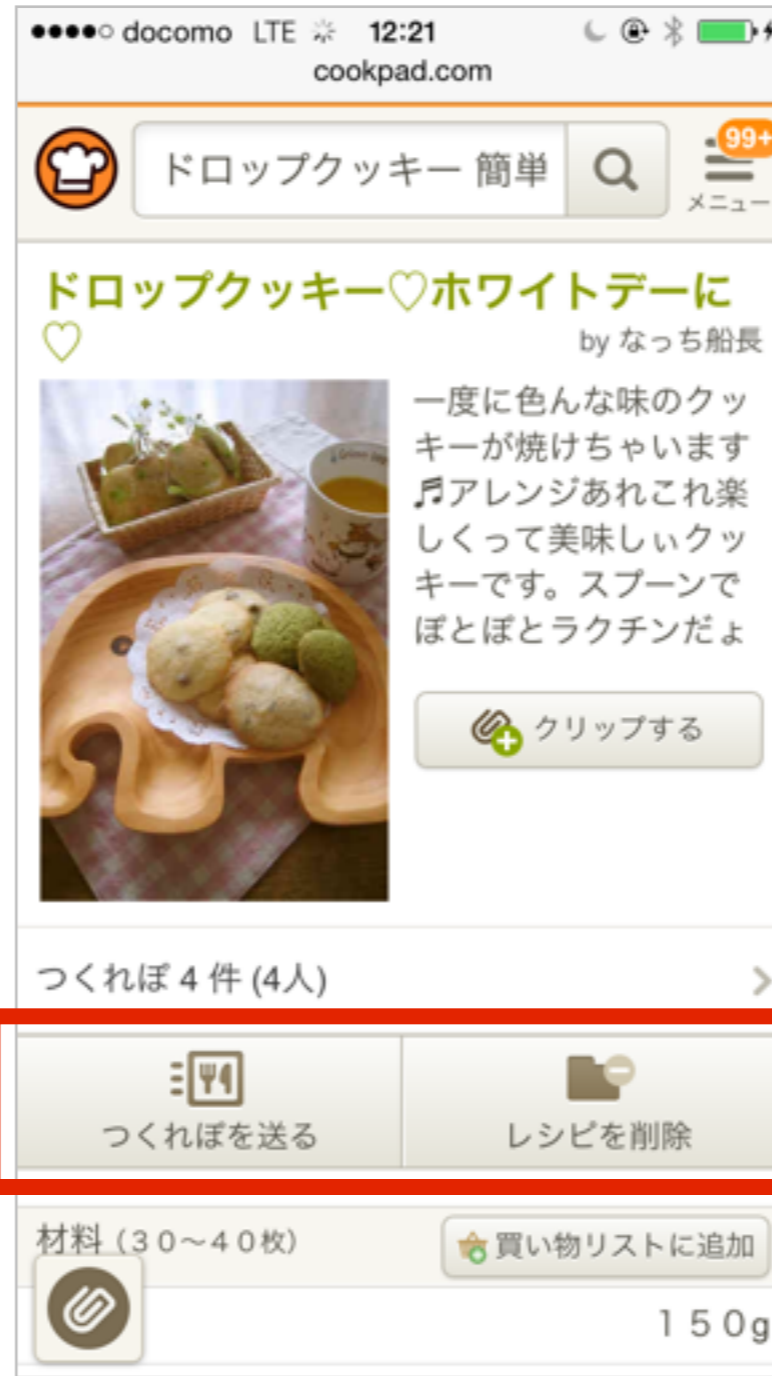 docomo LTE 12:21
cookpad.com
ドロップクッキー 簡単
99+
メニュー
ドロップクッキー♡ホワイトデーに
♡
by なっち船長
一度に色んな味のクッ
キーが焼けちゃいます
♬アレンジあれこれ楽
しくって美味しぃクッ
キーです。スプーンで
ぽとぽとラクチンだょ
クリップする
つくれぽ 4 件 (4人)
つくれぽを送る
レシピを削除
材料（３０〜４０枚）
買い物リストに追加
１５０g